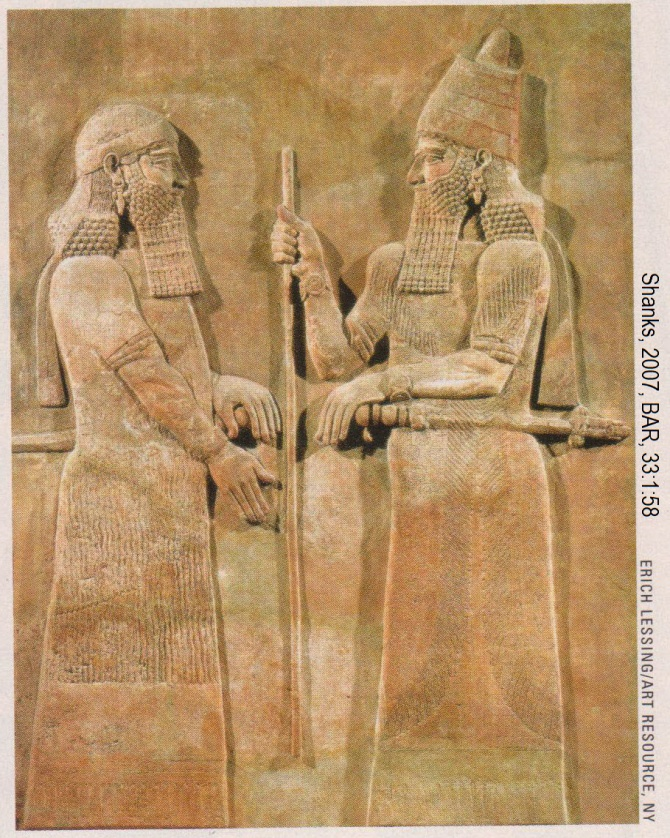 Shanks, 2007, BAR, 33:1:58
ERICH LESSING/ART RESOURCE, NY